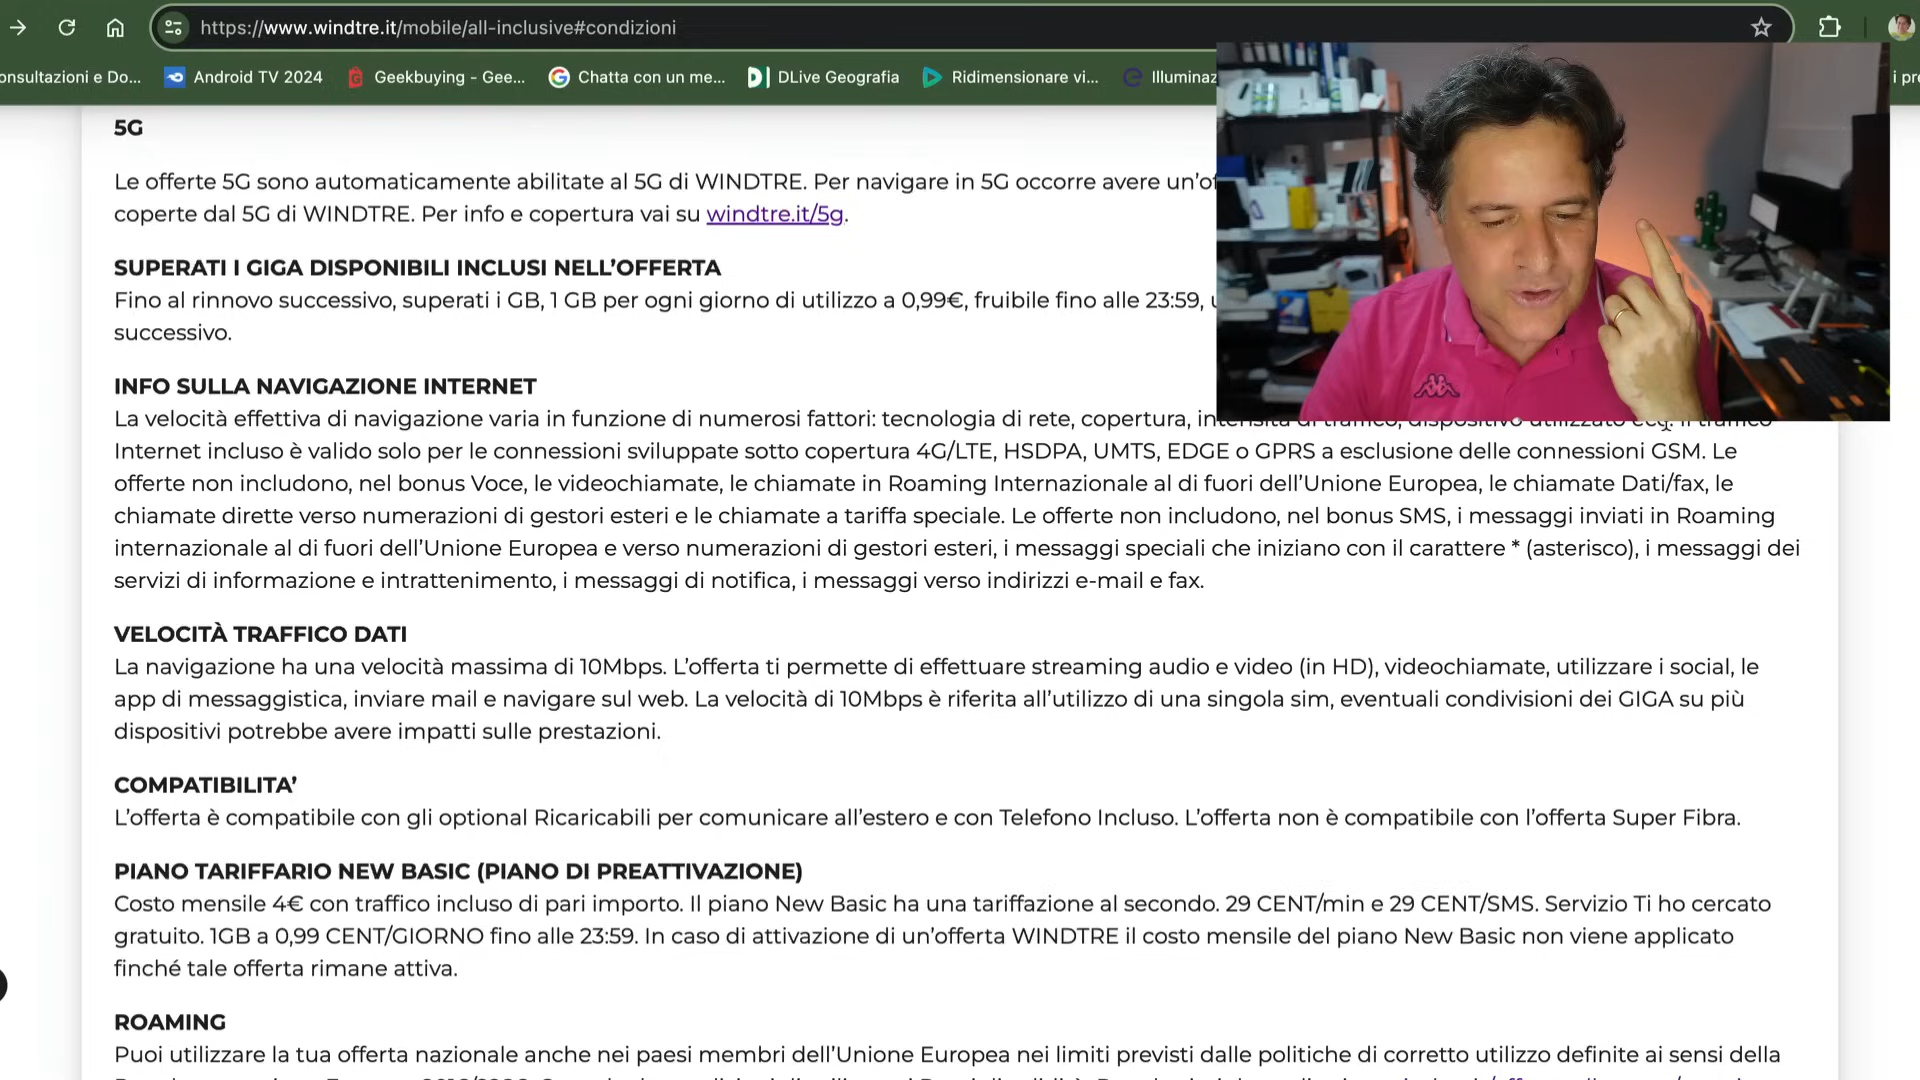 https://www.windtre.it/mobile/all-inclusive#condizioni
onsultazioni e Do... Android TV 2024 Geekbuying - Gee... Chatta con un me... DLive Geografia Ridimensionare vi... Illuminaz i pre
5G
Le offerte 5G sono automaticamente abilitate al 5G di WINDTRE. Per navigare in 5G occorre avere un'of
coperte dal 5G di WINDTRE. Per info e copertura vai su windtre.it/5g.
SUPERATI I GIGA DISPONIBILI INCLUSI NELL'OFFERTA
Fino al rinnovo successivo, superati i GB, 1 GB per ogni giorno di utilizzo a 0,99€, fruibile fino alle 23:59,
successivo.
INFO SULLA NAVIGAZIONE INTERNET
La velocità effettiva di navigazione varia in funzione di numerosi fattori: tecnologia di rete, copertura, intensità di traffico, dispositivo utilizzato ecc. Il traffico
Internet incluso è valido solo per le connessioni sviluppate sotto copertura 4G/LTE, HSDPA, UMTS, EDGE o GPRS a esclusione delle connessioni GSM. Le
offerte non includono, nel bonus Voce, le videochiamate, le chiamate in Roaming Internazionale al di fuori dell'Unione Europea, le chiamate Dati/fax, le
chiamate dirette verso numerazioni di gestori esteri e le chiamate a tariffa speciale. Le offerte non includono, nel bonus SMS, i messaggi inviati in Roaming
internazionale al di fuori dell'Unione Europea e verso numerazioni di gestori esteri, i messaggi speciali che iniziano con il carattere * (asterisco), i messaggi dei
servizi di informazione e intrattenimento, i messaggi di notifica, i messaggi verso indirizzi e-mail e fax.
VELOCITÀ TRAFFICO DATI
La navigazione ha una velocità massima di 10Mbps. L'offerta ti permette di effettuare streaming audio e video (in HD), videochiamate, utilizzare i social, le
app di messaggistica, inviare mail e navigare sul web. La velocità di 10Mbps è riferita all'utilizzo di una singola sim, eventuali condivisioni dei GIGA su più
dispositivi potrebbe avere impatti sulle prestazioni.
COMPATIBILITA'
L'offerta è compatibile con gli optional Ricaricabili per comunicare all'estero e con Telefono Incluso. L'offerta non è compatibile con l'offerta Super Fibra.
PIANO TARIFFARIO NEW BASIC (PIANO DI PREATTIVAZIONE)
Costo mensile 4€ con traffico incluso di pari importo. Il piano New Basic ha una tariffazione al secondo. 29 CENT/min e 29 CENT/SMS. Servizio Ti ho cercato
gratuito. 1GB a 0,99 CENT/GIORNO fino alle 23:59. In caso di attivazione di un'offerta WINDTRE il costo mensile del piano New Basic non viene applicato
finché tale offerta rimane attiva.
ROAMING
Puoi utilizzare la tua offerta nazionale anche nei paesi membri dell'Unione Europea nei limiti previsti dalle politiche di corretto utilizzo definite ai sensi della